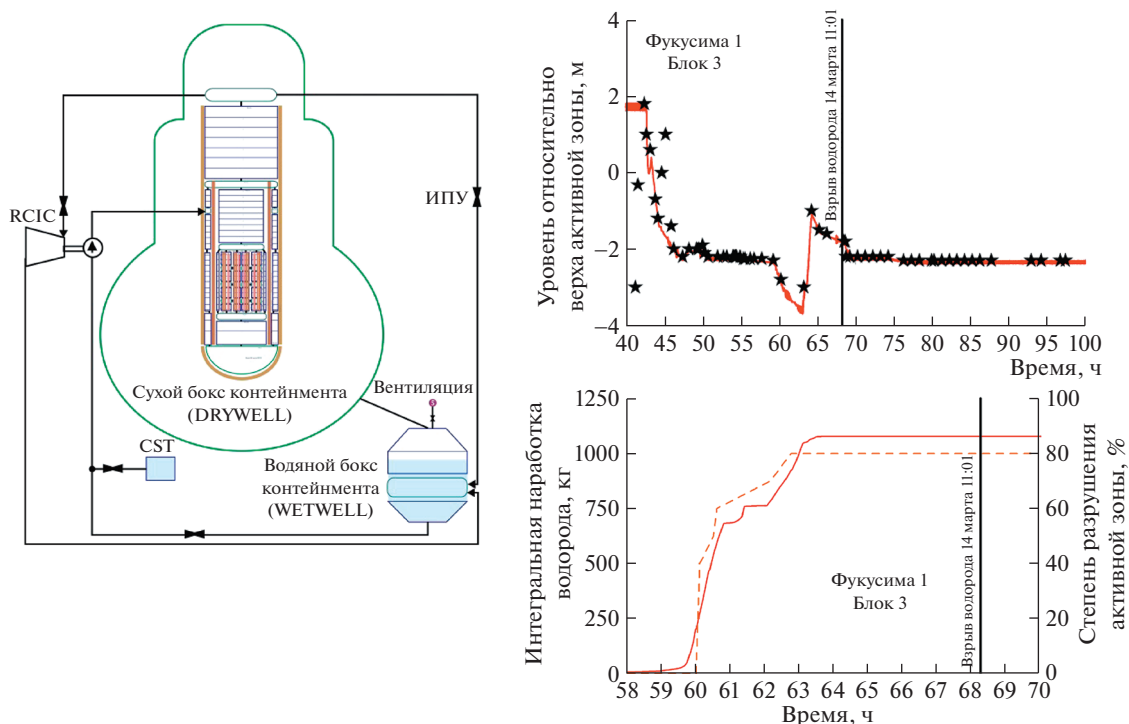 RCIC
ИПУ
Сухой бокс контейнмента
(DRYWELL)
Вентиляция
CST
Водяной бокс
контейнмента
(WETWELL)
Уровень относительно
верха активной зоны, м
4
2
0
–2
–4
Фукусима 1
Блок 3
Взрыв водорода 14 марта 11:01
40 45 50 55 60 65 70 75 80 85 90 95 100
Время, ч
Интегральная наработка
водорода, кг
1250
1000
750
500
250
0
Фукусима 1
Блок 3
Взрыв водорода 14 марта 11:01
100
80
60
40
20
0
Степень разрушения
активной зоны, %
58 59 60 61 62 63 64 65 66 67 68 69 70
Время, ч